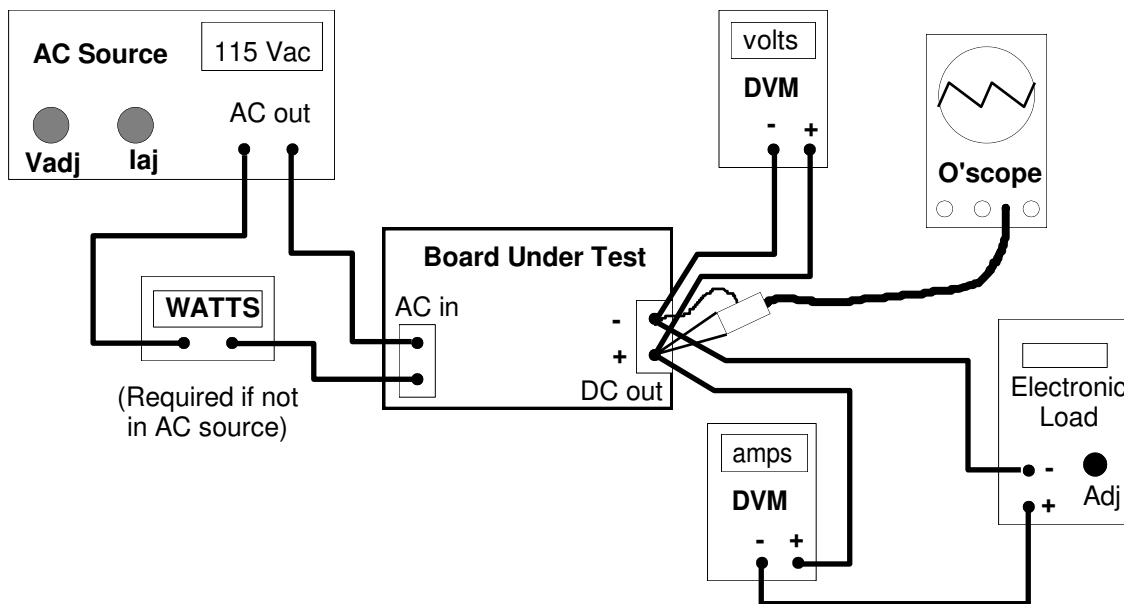 AC Source
115 Vac
AC out
Vadj
Iaj
WATTS
(Required if not
in AC source)
Board Under Test
AC in
-
+
DC out
volts
DVM
- +
O'scope
amps
DVM
- +
Electronic
Load
-
+
Adj